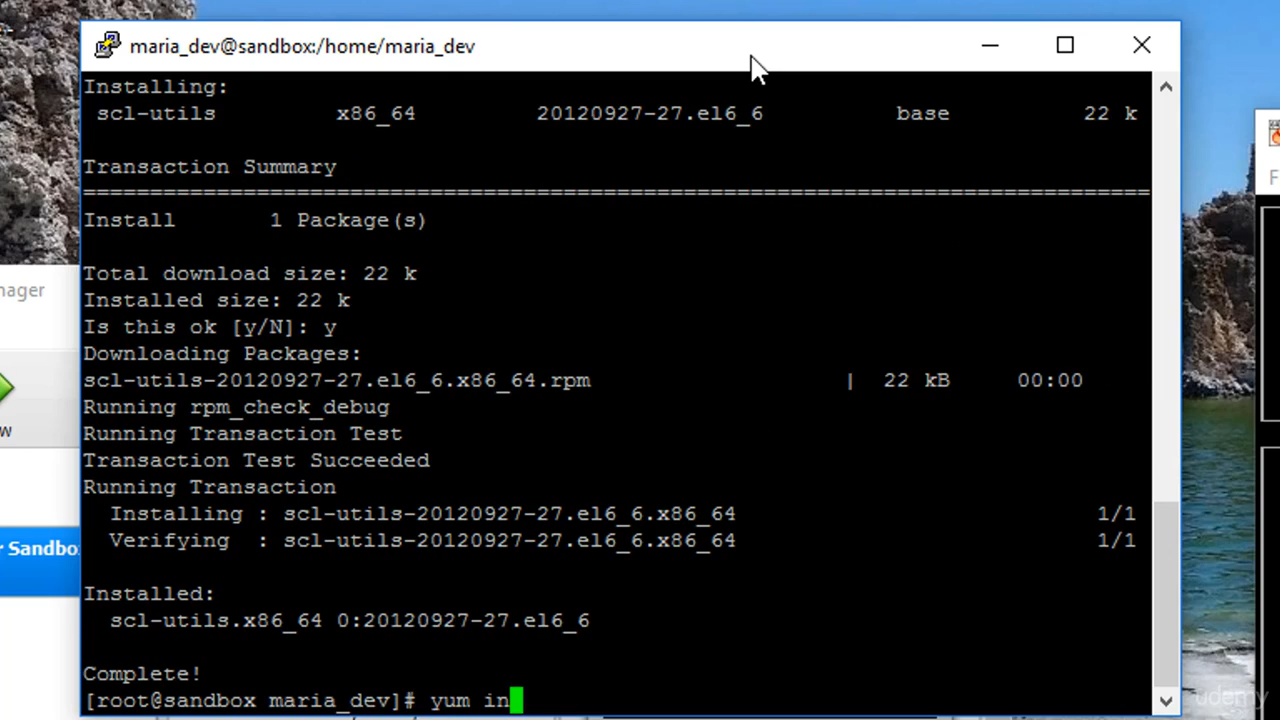 maria_dev@sandbox:/home/maria_dev
Installing:
scl-utils x86_64 20120927-27.el6_6 base 22 k
Transaction Summary
================================================================================
Install 1 Package(s)
Total download size: 22 k
Installed size: 22 k
Is this ok [y/N]: y
Downloading Packages:
scl-utils-20120927-27.el6_6.x86_64.rpm | 22 kB 00:00
Running rpm_check_debug
Running Transaction Test
Transaction Test Succeeded
Running Transaction
Installing : scl-utils-20120927-27.el6_6.x86_64 1/1
Verifying : scl-utils-20120927-27.el6_6.x86_64 1/1
Installed:
scl-utils.x86_64 0:20120927-27.el6_6
Complete!
[root@sandbox maria_dev]# yum in
nager
w
r Sandbox
F
udemy